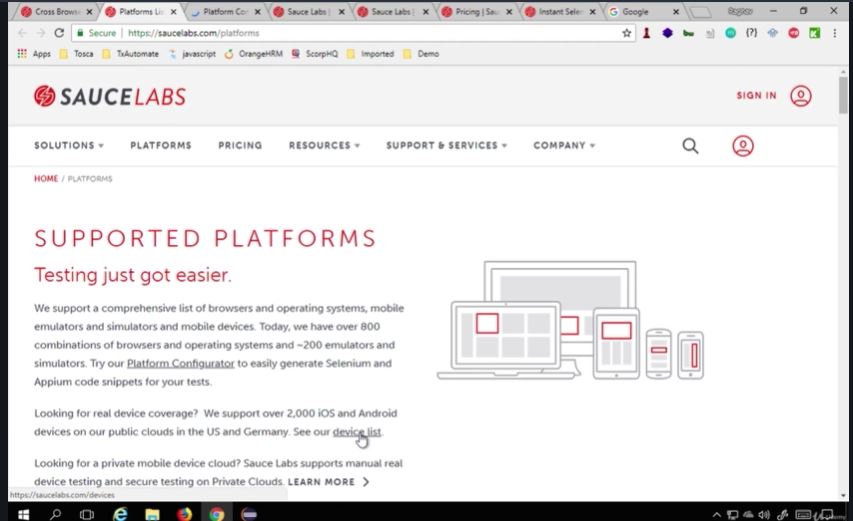 Cross Browse
Platforms Lis
Platform Con
Sauce Labs |
Sauce Labs |
Pricing | Sau
Instant Selen
Google
Secure | https://saucelabs.com/platforms
Apps Tosca TxAutomate javascript OrangeHRM ScorpHQ Imported Demo
SAUCELABS
SIGN IN
SOLUTIONS PLATFORMS PRICING RESOURCES SUPPORT & SERVICES COMPANY
HOME / PLATFORMS
SUPPORTED PLATFORMS
Testing just got easier.
We support a comprehensive list of browsers and operating systems, mobile
emulators and simulators and mobile devices. Today, we have over 800
combinations of browsers and operating systems and ~200 emulators and
simulators. Try our Platform Configurator to easily generate Selenium and
Appium code snippets for your tests.
Looking for real device coverage? We support over 2,000 iOS and Android
devices on our public clouds in the US and Germany. See our device list.
Looking for a private mobile device cloud? Sauce Labs supports manual real
device testing and secure testing on Private Clouds. LEARN MORE
https://saucelabs.com/devices